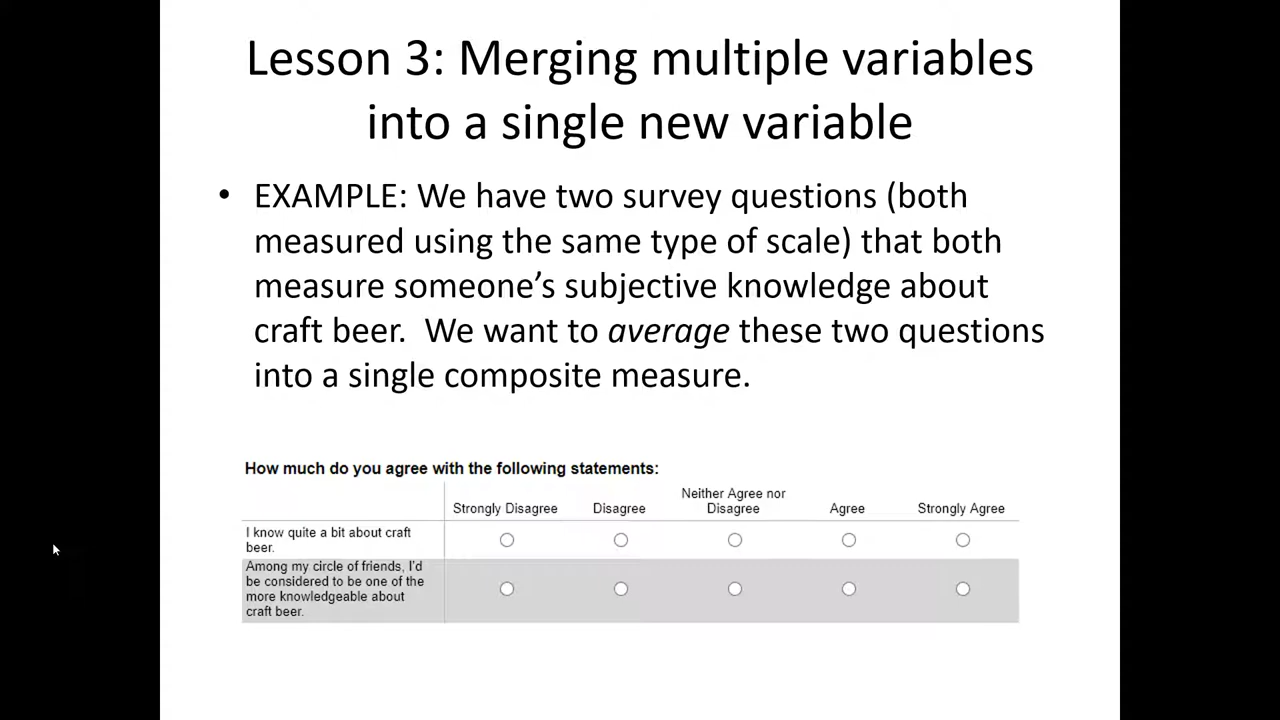 Lesson 3: Merging multiple variables
into a single new variable
• EXAMPLE: We have two survey questions (both
measured using the same type of scale) that both
measure someone’s subjective knowledge about
craft beer.  We want to average these two questions
into a single composite measure.
How much do you agree with the following statements:
Strongly Disagree Disagree Neither Agree nor Disagree Agree Strongly Agree
I know quite a bit about craft
beer.
Among my circle of friends, I'd
be considered to be one of the
more knowledgeable about
craft beer.